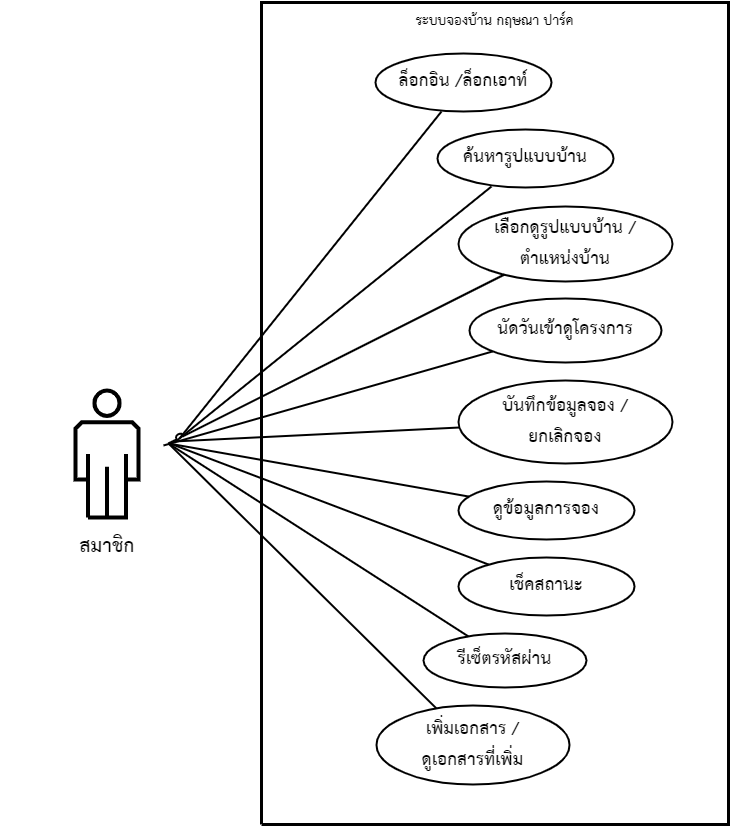 ระบบจองบ้าน กฤษณา ปาร์ค
ล็อกอิน /ล็อกเอาท์
ค้นหารูปแบบบ้าน
เลือกดูรูปแบบบ้าน /
ตำแหน่งบ้าน
นัดวันเข้าดูโครงการ
บันทึกข้อมูลจอง /
ยกเลิกจอง
ดูข้อมูลการจอง
สมาชิก
เช็คสถานะ
รีเซ็ตรหัสผ่าน
เพิ่มเอกสาร /
ดูเอกสารที่เพิ่ม